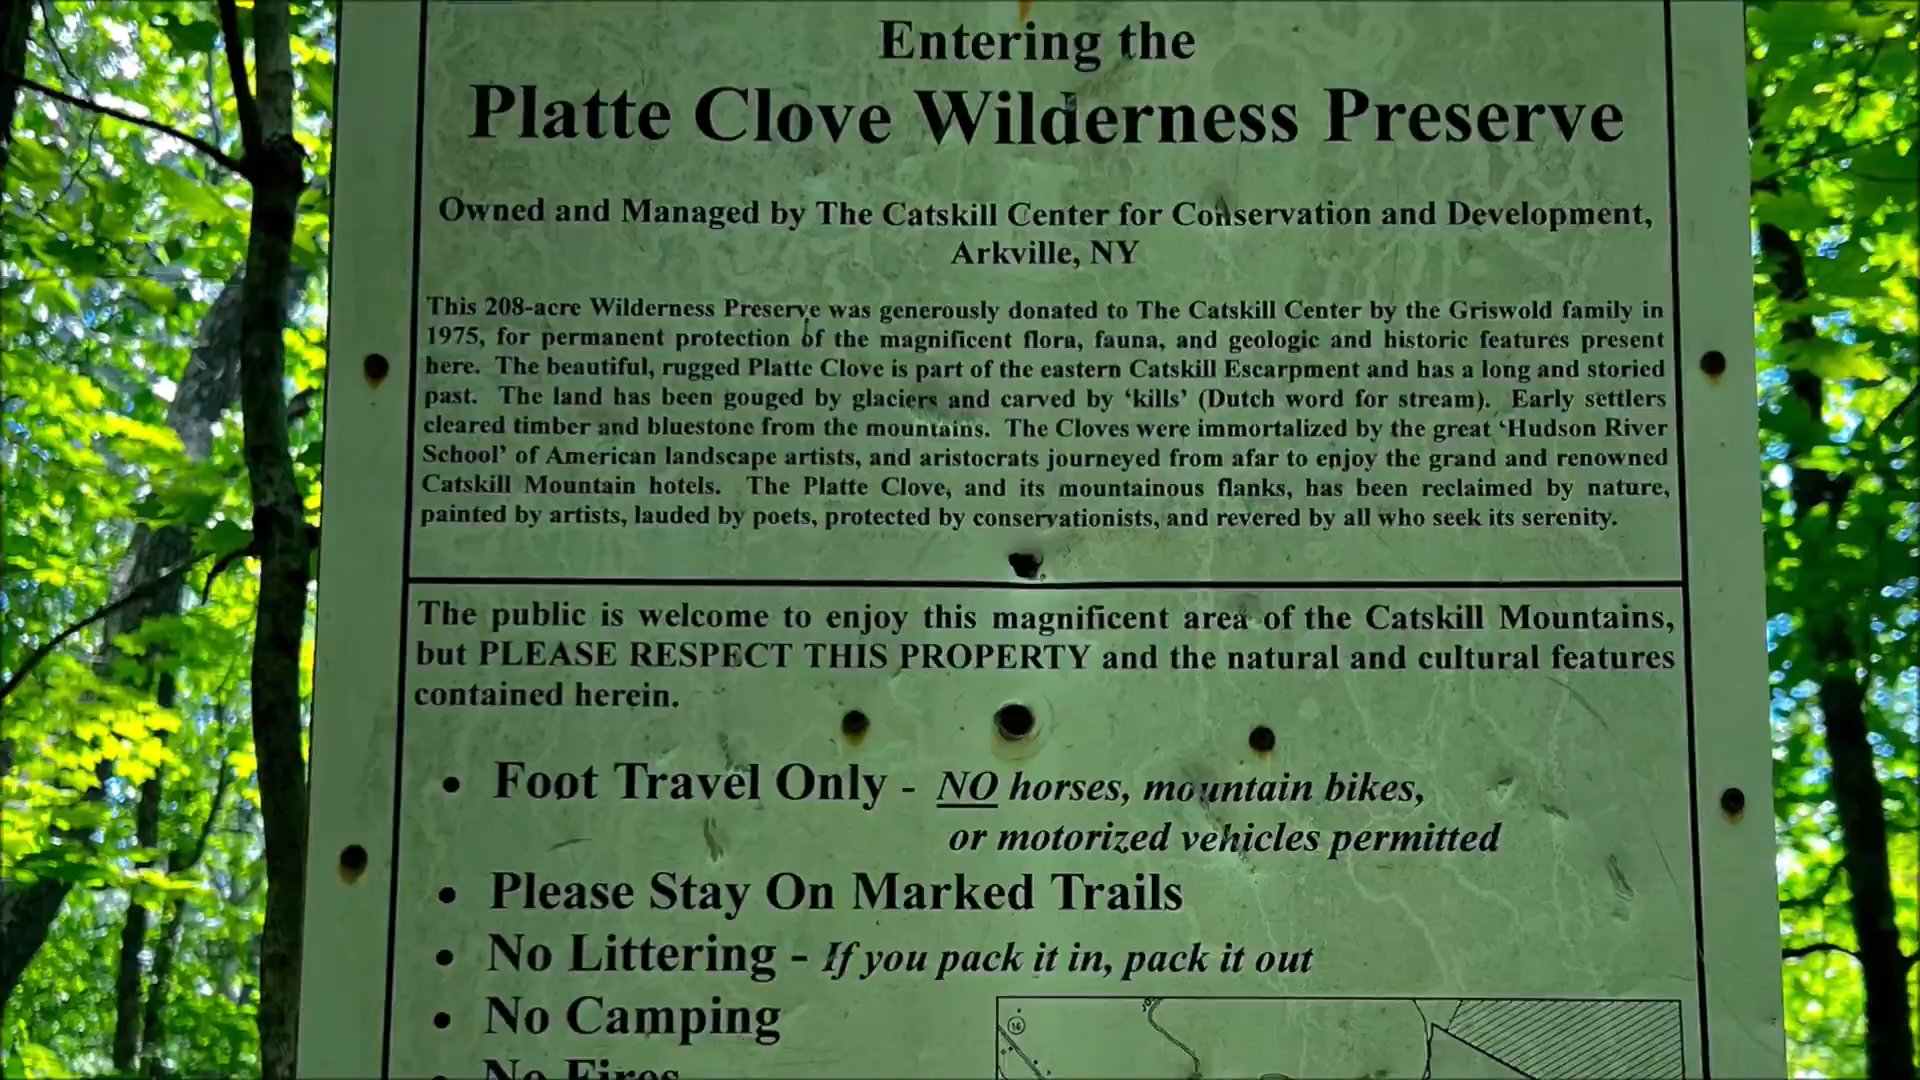 Entering the
Platte Clove Wilderness Preserve
Owned and Managed by The Catskill Center for Conservation and Development,
Arkville, NY
This 208-acre Wilderness Preserve was generously donated to The Catskill Center by the Griswold family in
1975, for permanent protection of the magnificent flora, fauna, and geologic and historic features present
here. The beautiful, rugged Platte Clove is part of the eastern Catskill Escarpment and has a long and storied
past. The land has been gouged by glaciers and carved by ‘kills’ (Dutch word for stream). Early settlers
cleared timber and bluestone from the mountains. The Cloves were immortalized by the great ‘Hudson River
School’ of American landscape artists, and aristocrats journeyed from afar to enjoy the grand and renowned
Catskill Mountain hotels. The Platte Clove, and its mountainous flanks, has been reclaimed by nature,
painted by artists, lauded by poets, protected by conservationists, and revered by all who seek its serenity.
The public is welcome to enjoy this magnificent area of the Catskill Mountains,
but PLEASE RESPECT THIS PROPERTY and the natural and cultural features
contained herein.
• Foot Travel Only - NO horses, mountain bikes,
or motorized vehicles permitted
• Please Stay On Marked Trails
• No Littering - If you pack it in, pack it out
• No Camping
16
• No Fires